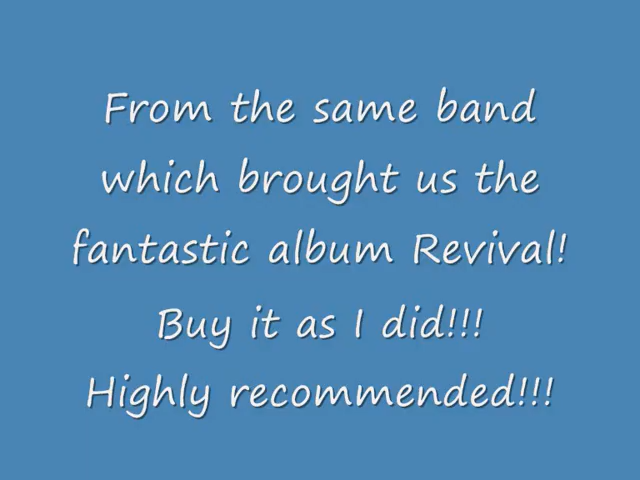 From the same band
which brought us the
fantastic album Revival!
Buy it as I did!!!
Highly recommended!!!